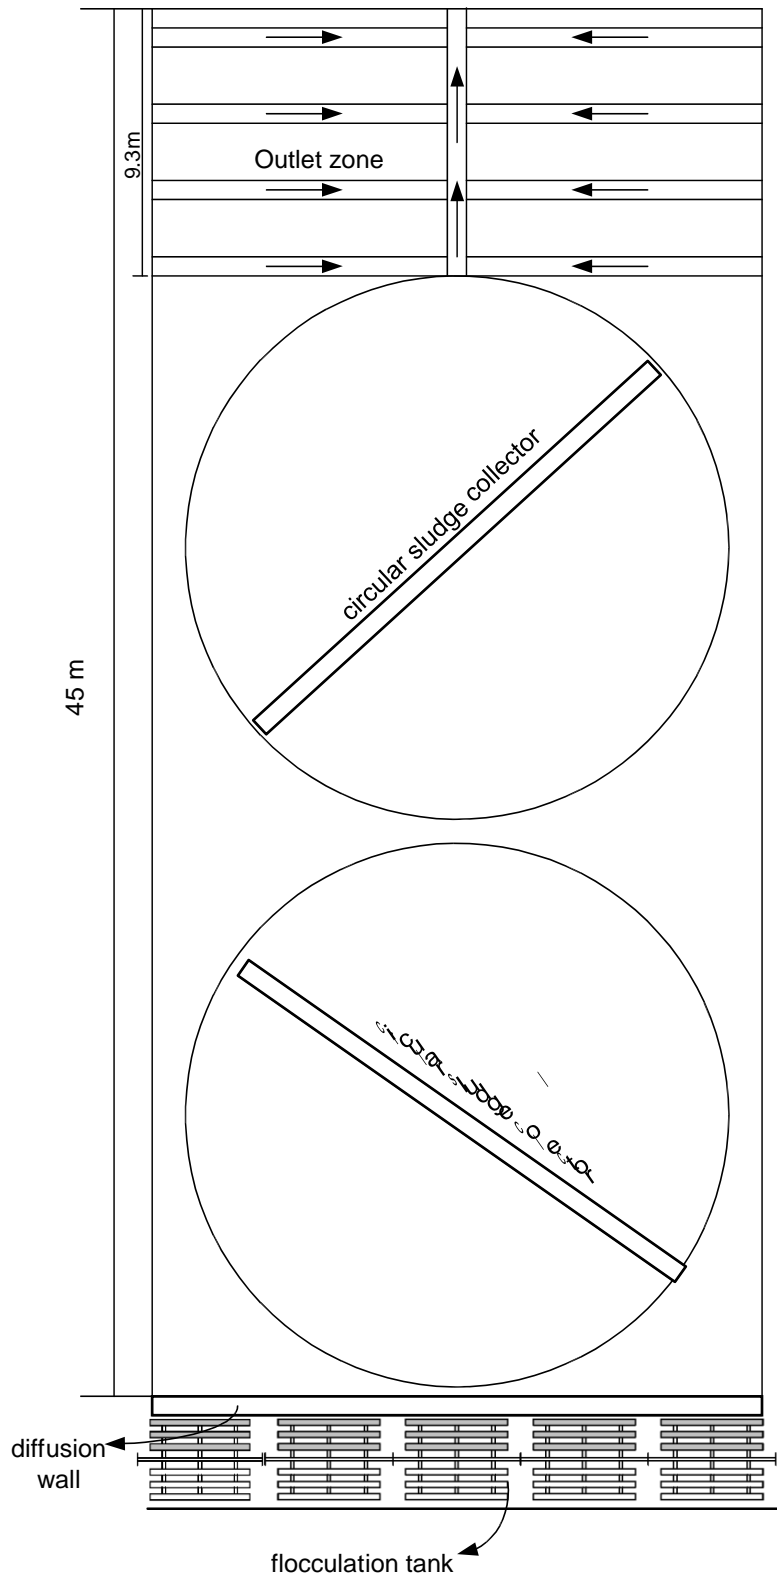 9.3m
Outlet zone
circular sludge collector
45 m
diffusion
wall
flocculation tank